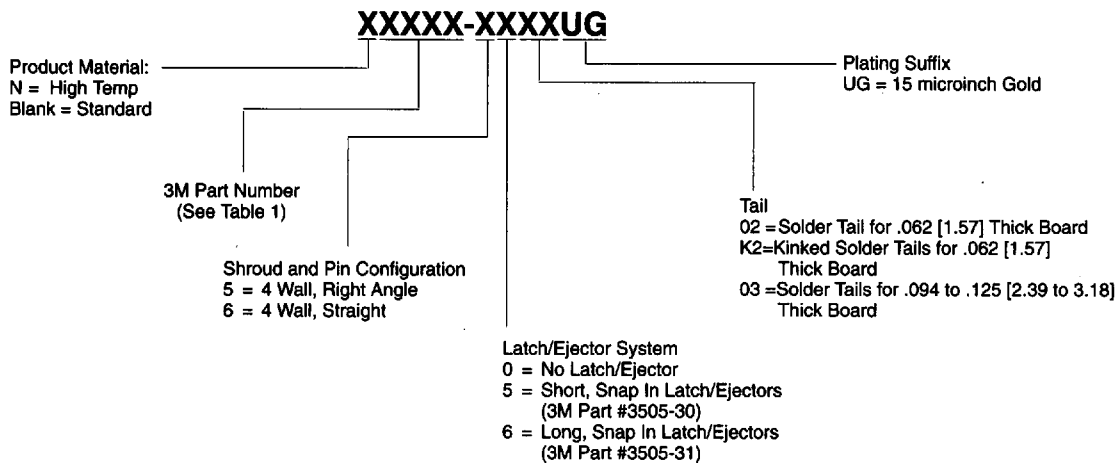 XXXXX-XXXXUG
Product Material:
N = High Temp
Blank = Standard
Plating Suffix
UG = 15 microinch Gold
3M Part Number
(See Table 1)
Tail
02 =Solder Tail for .062 [1.57] Thick Board
K2=Kinked Solder Tails for .062 [1.57]
Thick Board
03 =Solder Tails for .094 to .125 [2.39 to 3.18]
Thick Board
Shroud and Pin Configuration
5 = 4 Wall, Right Angle
6 = 4 Wall, Straight
Latch/Ejector System
0 = No Latch/Ejector
5 = Short, Snap In Latch/Ejectors
(3M Part #3505-30)
6 = Long, Snap In Latch/Ejectors
(3M Part #3505-31)